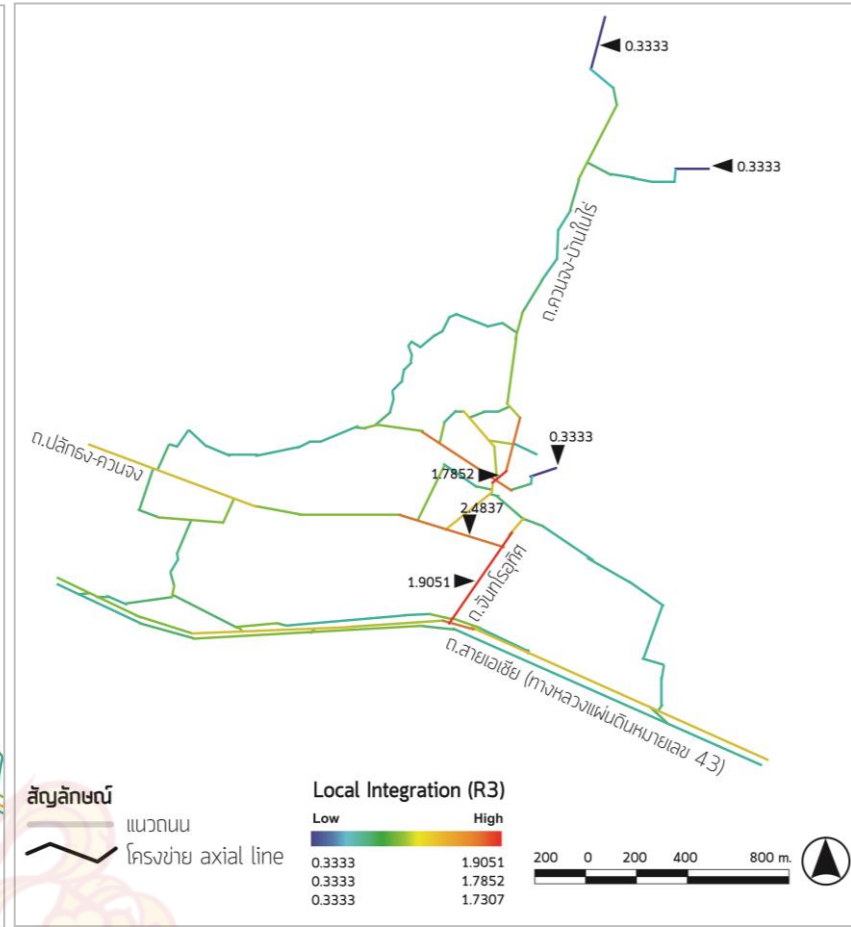 0.3333
0.3333
ถ.ควนจง-บ้านในไร่
ถ.ปลักธง-ควนจง
0.3333
1.7852
2.4837
1.9051
ถ.จันทโรอุทิศ
ถ.สายเอเชีย (ทางหลวงแผ่นดินหมายเลข 43)
สัญลักษณ์
แนวถนน
โครงข่าย axial line
Local Integration (R3)
Low High
0.3333 1.9051
0.3333 1.7852
0.3333 1.7307
200 0 200 400 800 m.